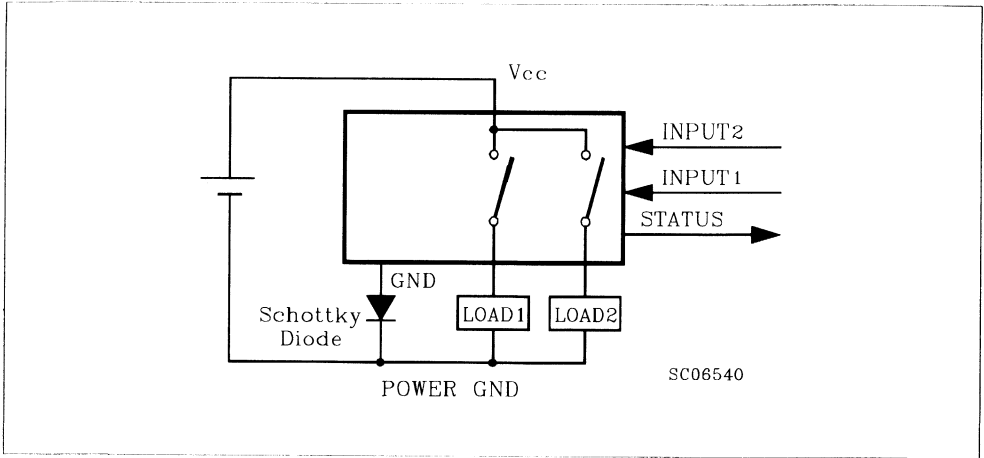 Vcc
INPUT2
INPUT1
STATUS
GND
Schottky
Diode
LOAD1
LOAD2
POWER GND
SC06540